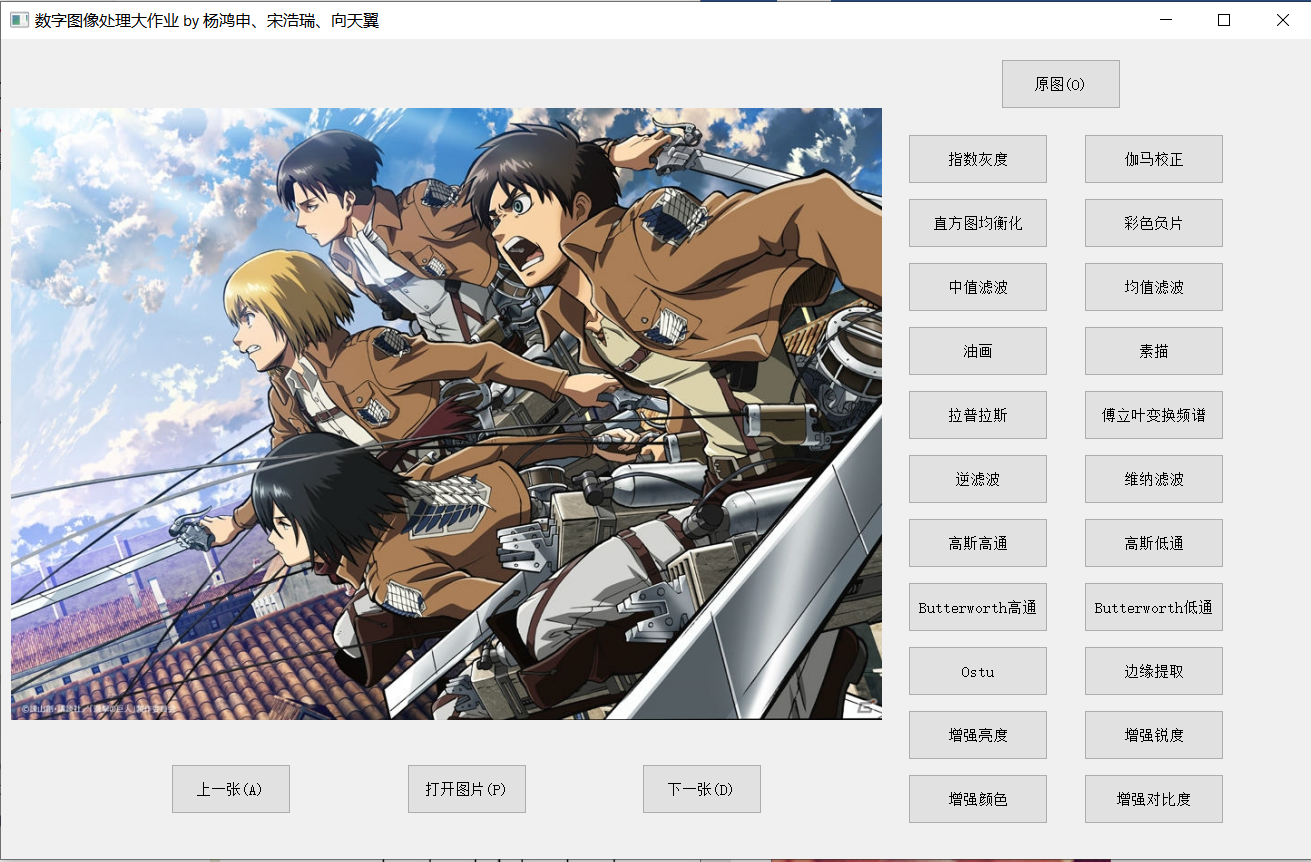 数字图像处理大作业 by 杨鸿申、宋浩瑞、向天翼
原图(O)
指数灰度 伽马校正
直方图均衡化 彩色负片
中值滤波 均值滤波
油画 素描
拉普拉斯 傅立叶变换频谱
逆滤波 维纳滤波
高斯高通 高斯低通
Butterworth高通 Butterworth低通
Ostu 边缘提取
增强亮度 增强锐度
增强颜色 增强对比度
上一张(A) 打开图片(P) 下一张(D)